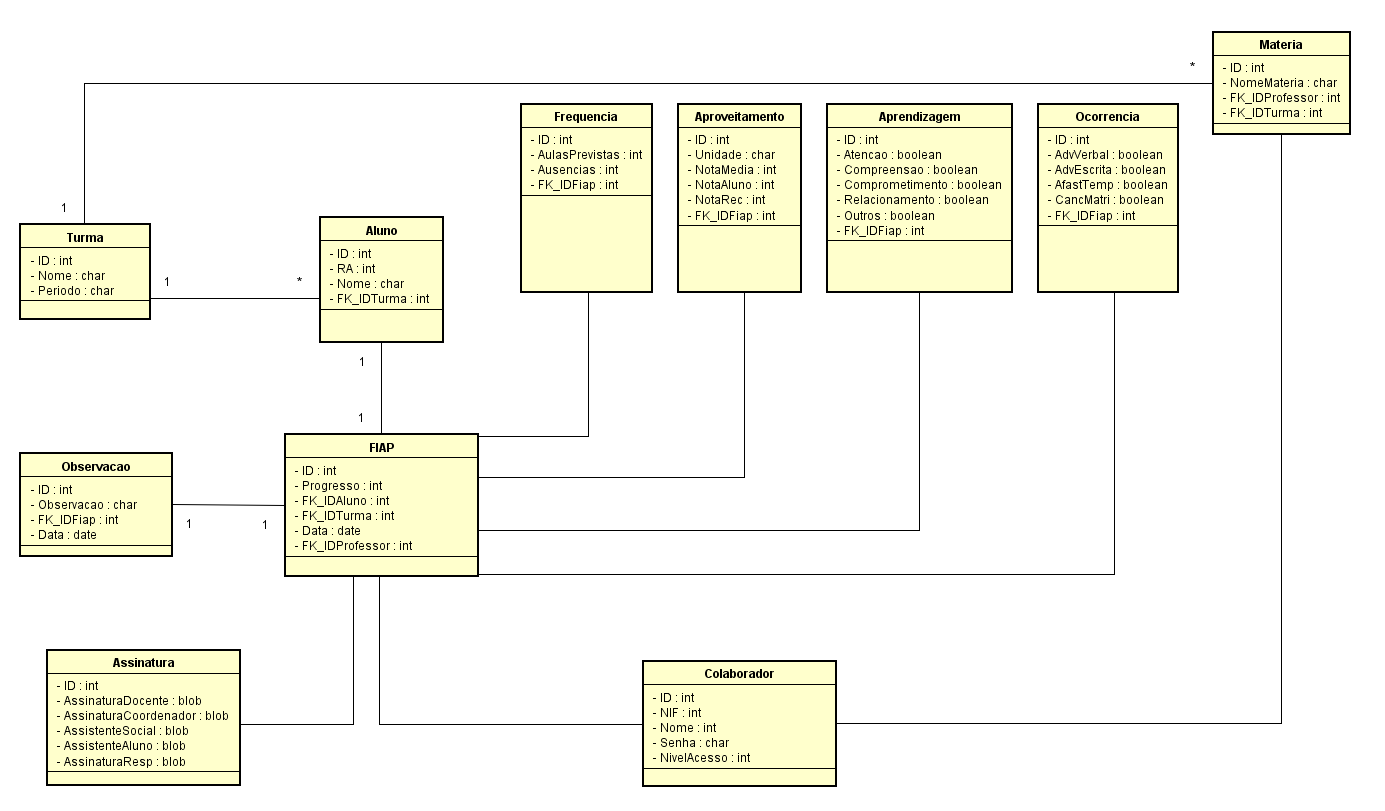 Materia
- ID : int
- NomeMateria : char
- FK_IDProfessor : int
- FK_IDTurma : int
*
1
Frequencia
- ID : int
- AulasPrevistas : int
- Ausencias : int
- FK_IDFiap : int
Aproveitamento
- ID : int
- Unidade : char
- NotaMedia : int
- NotaAluno : int
- NotaRec : int
- FK_IDFiap : int
Aprendizagem
- ID : int
- Atencao : boolean
- Compreensao : boolean
- Comprometimento : boolean
- Relacionamento : boolean
- Outros : boolean
- FK_IDFiap : int
Ocorrencia
- ID : int
- AdvVerbal : boolean
- AdvEscrita : boolean
- AfastTemp : boolean
- CancMatri : boolean
- FK_IDFiap : int
Turma
- ID : int
- Nome : char
- Periodo : char
1
*
Aluno
- ID : int
- RA : int
- Nome : char
- FK_IDTurma : int
1
1
FIAP
- ID : int
- Progresso : int
- FK_IDAluno : int
- FK_IDTurma : int
- Data : date
- FK_IDProfessor : int
Observacao
- ID : int
- Observacao : char
- FK_IDFiap : int
- Data : date
1
1
Assinatura
- ID : int
- AssinaturaDocente : blob
- AssinaturaCoordenador : blob
- AssistenteSocial : blob
- AssistenteAluno : blob
- AssinaturaResp : blob
Colaborador
- ID : int
- NIF : int
- Nome : int
- Senha : char
- NivelAcesso : int